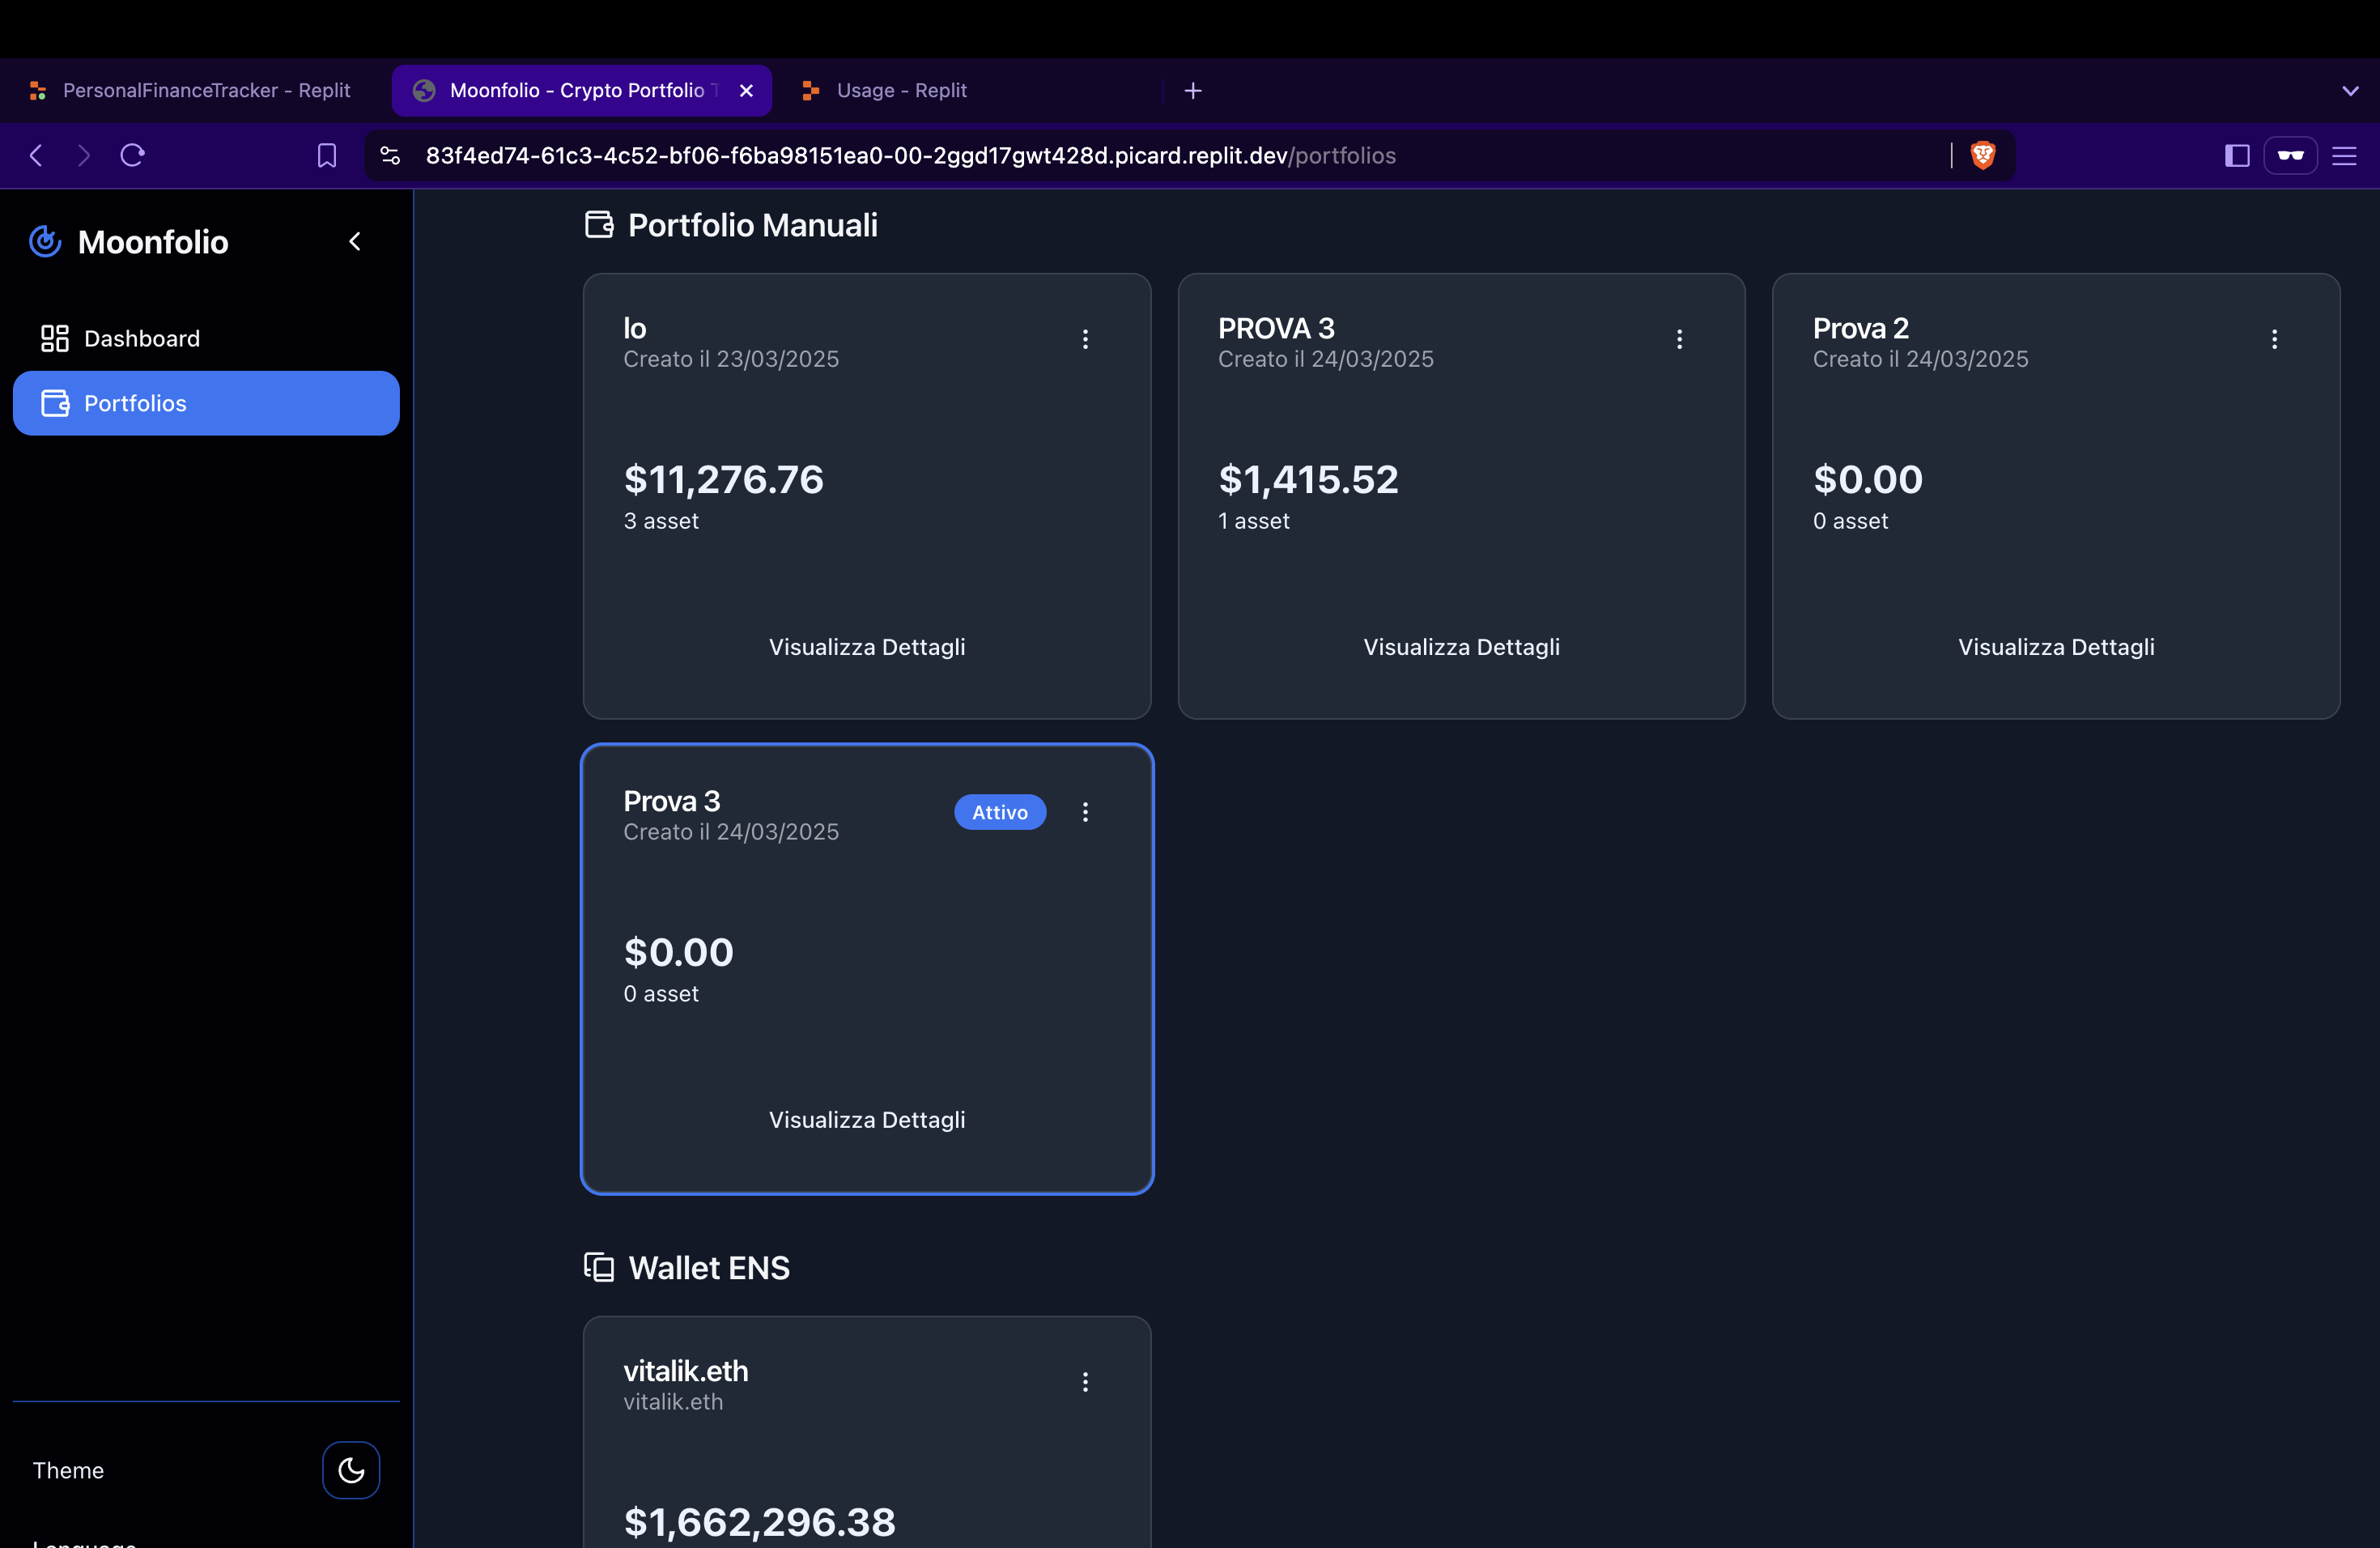 PersonalFinanceTracker - Replit
Moonfolio - Crypto Portfolio
Usage - Replit
83f4ed74-61c3-4c52-bf06-f6ba98151ea0-00-2ggd17gwt428d.picard.replit.dev/portfolios
Moonfolio
Dashboard
Portfolios
Theme
Portfolio Manuali
Io
Creato il 23/03/2025
$11,276.76
3 asset
Visualizza Dettagli
PROVA 3
Creato il 24/03/2025
$1,415.52
1 asset
Visualizza Dettagli
Prova 2
Creato il 24/03/2025
$0.00
0 asset
Visualizza Dettagli
Prova 3
Creato il 24/03/2025
Attivo
$0.00
0 asset
Visualizza Dettagli
Wallet ENS
vitalik.eth
vitalik.eth
$1,662,296.38